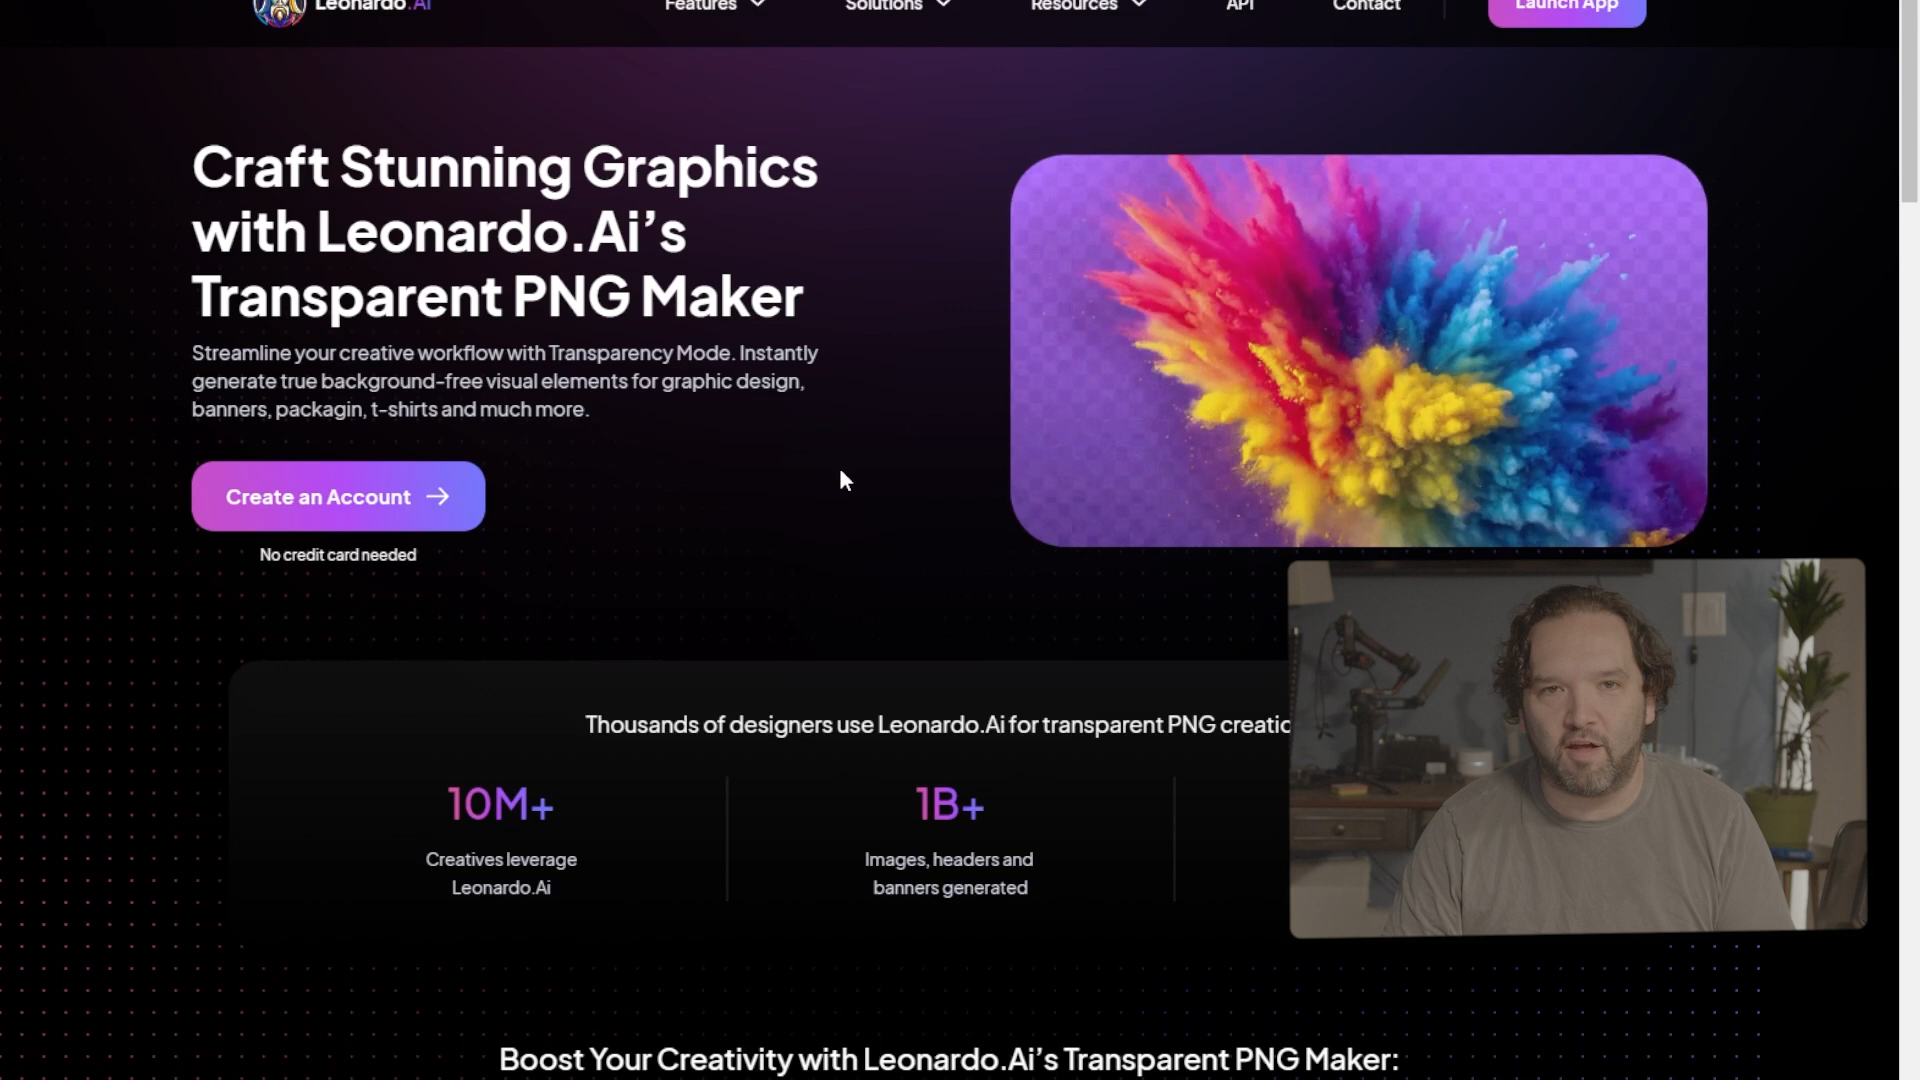 Leonardo.Ai
Features
Solutions
Resources
API
Contact
Launch App
Craft Stunning Graphics
with Leonardo.Ai’s
Transparent PNG Maker
Streamline your creative workflow with Transparency Mode. Instantly
generate true background-free visual elements for graphic design,
banners, packagin, t-shirts and much more.
Create an Account
No credit card needed
Thousands of designers use Leonardo.Ai for transparent PNG creatio
10M+
Creatives leverage
Leonardo.Ai
1B+
Images, headers and
banners generated
Boost Your Creativity with Leonardo.Ai’s Transparent PNG Maker: